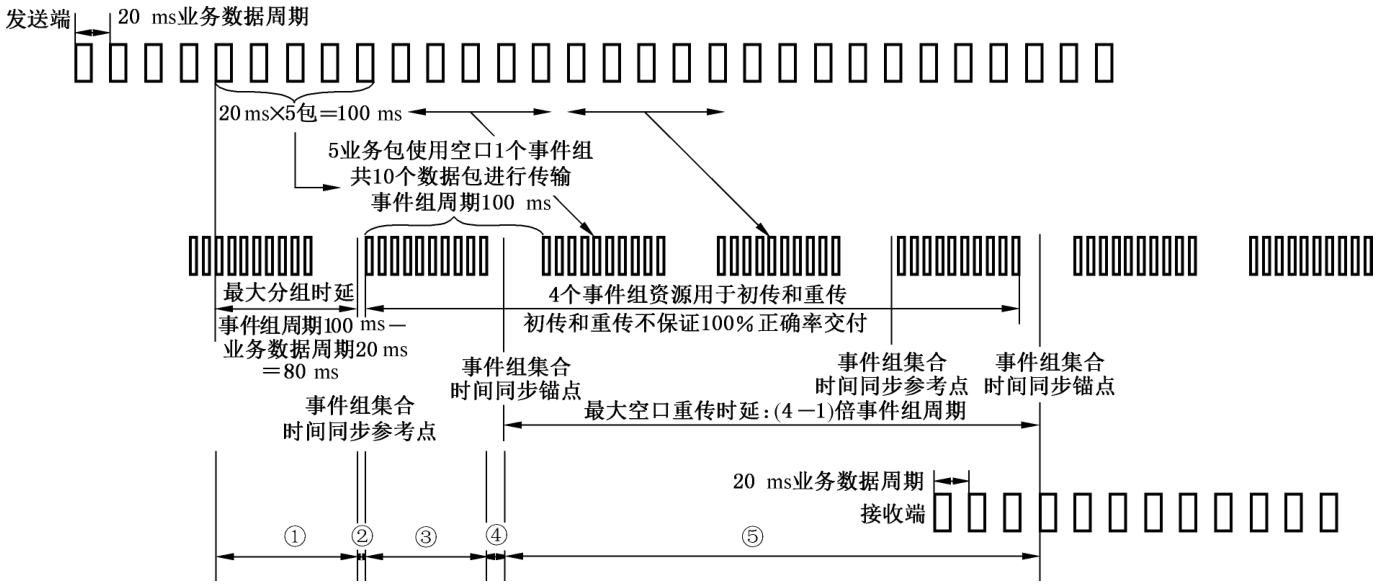 发送端
20 ms业务数据周期
20 ms×5包=100 ms
5业务包使用空口1个事件组
共10个数据包进行传输
事件组周期100 ms
最大分组时延
事件组周期100 ms－
业务数据周期20 ms
=80 ms
4个事件组资源用于初传和重传
初传和重传不保证100%正确率交付
事件组集合
时间同步锚点
事件组集合
时间同步参考点
事件组集合
时间同步锚点
事件组集合
时间同步参考点
最大空口重传时延:(4－1)倍事件组周期
20 ms业务数据周期
接收端
① ② ③ ④ ⑤